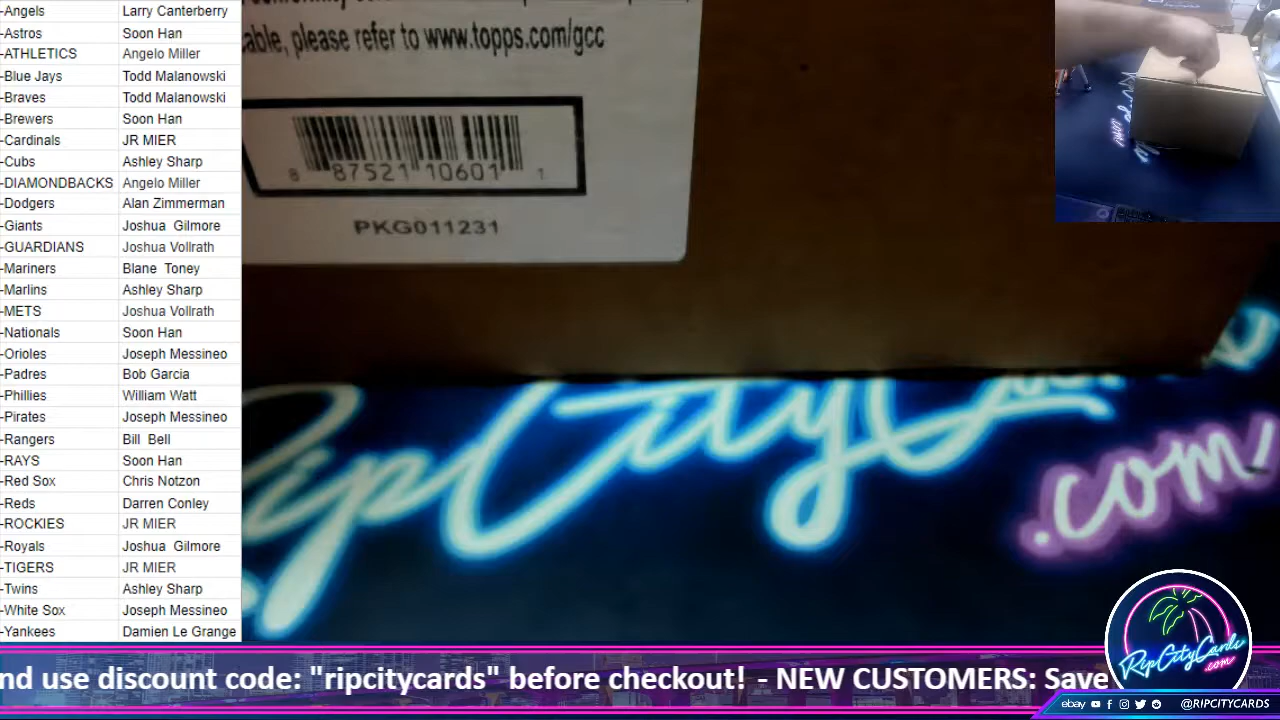 -Angels Larry Canterberry
-Astros Soon Han
-ATHLETICS Angelo Miller
-Blue Jays Todd Malanowski
-Braves Todd Malanowski
-Brewers Soon Han
-Cardinals JR MIER
-Cubs Ashley Sharp
-DIAMONDBACKS Angelo Miller
-Dodgers Alan Zimmerman
-Giants Joshua Gilmore
-GUARDIANS Joshua Vollrath
-Mariners Blane Toney
-Marlins Ashley Sharp
-METS Joshua Vollrath
-Nationals Soon Han
-Orioles Joseph Messineo
-Padres Bob Garcia
-Phillies William Watt
-Pirates Joseph Messineo
-Rangers Bill Bell
-RAYS Soon Han
-Red Sox Chris Notzon
-Reds Darren Conley
-ROCKIES JR MIER
-Royals Joshua Gilmore
-TIGERS JR MIER
-Twins Ashley Sharp
-White Sox Joseph Messineo
-Yankees Damien Le Grange
able, please refer to www.topps.com/gcc
8 87521 10601 1
PKG011231
RipCityCards
.com
RipCityCards
.com
nd use discount code: "ripcitycards" before checkout! - NEW CUSTOMERS: Save
ebay @RIPCITYCARDS